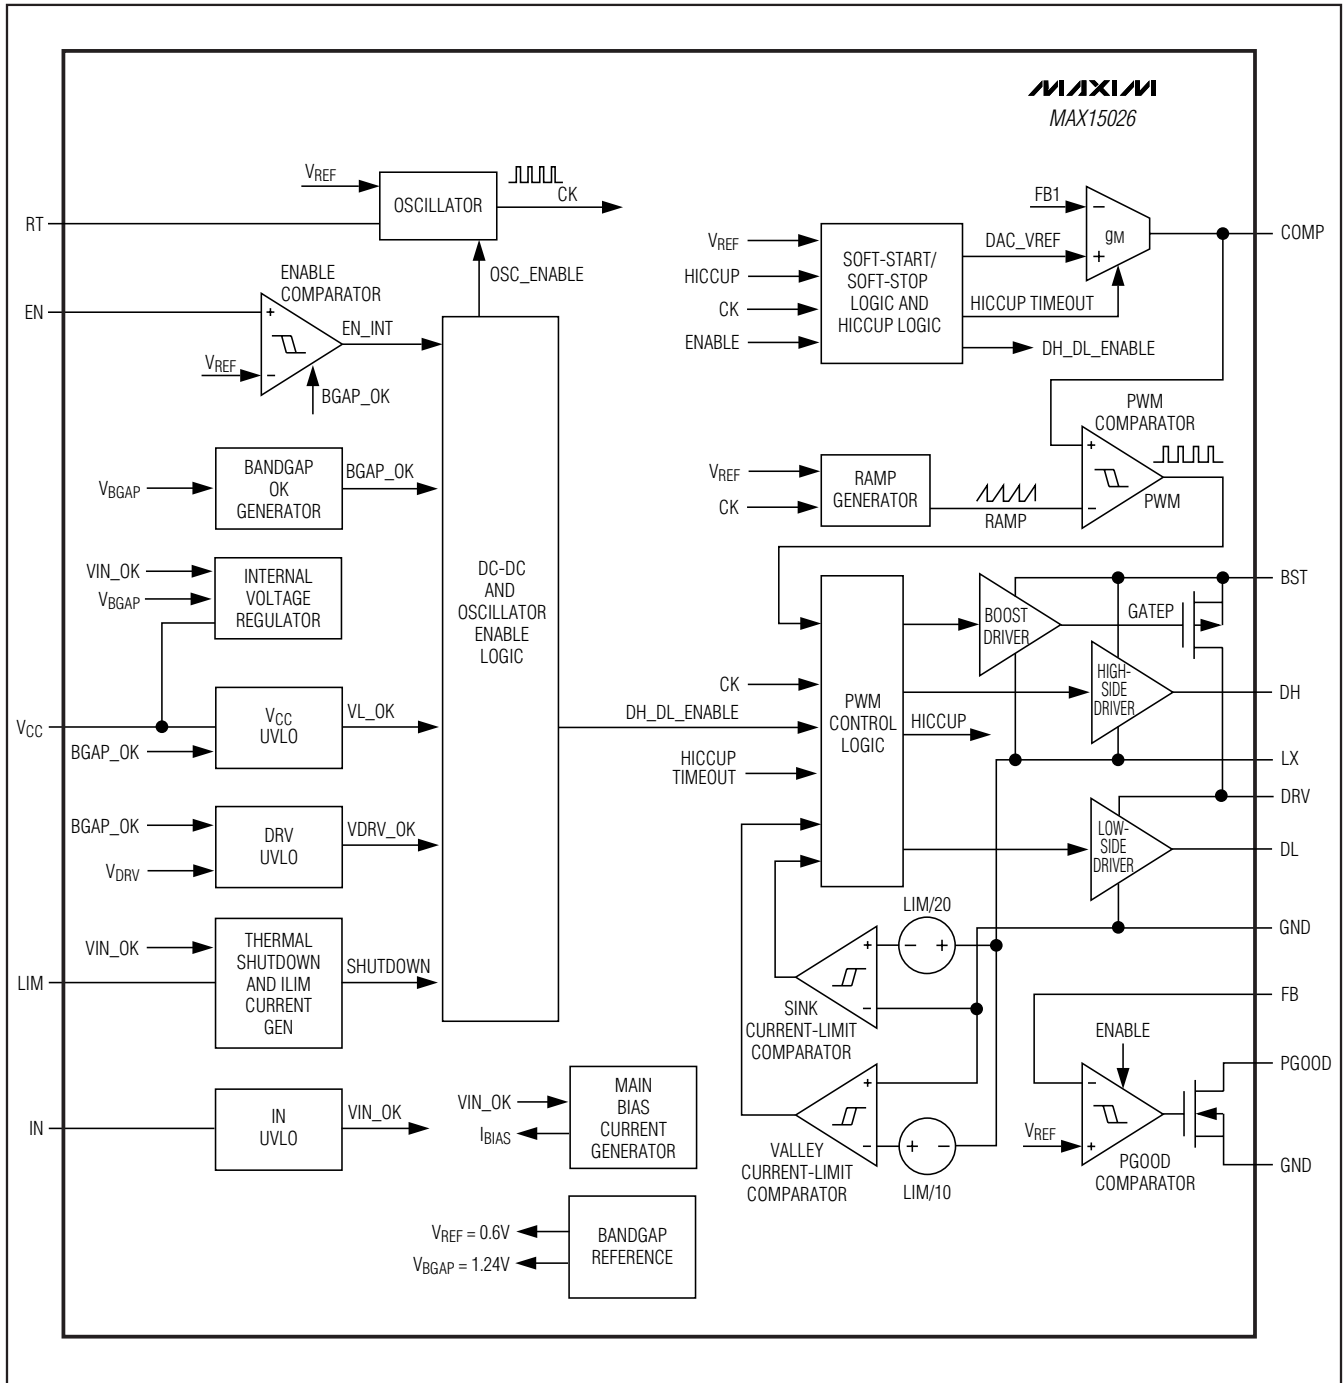 MAXIM
MAX15026
VREF
OSCILLATOR
CK
RT
OSC_ENABLE
ENABLE
COMPARATOR
EN
+
EN_INT
VREF
−
BGAP_OK
VBGAP
BANDGAP
OK
GENERATOR
BGAP_OK
VIN_OK
VBGAP
INTERNAL
VOLTAGE
REGULATOR
VCC
VCC
UVLO
VL_OK
BGAP_OK
BGAP_OK
VDRV
DRV
UVLO
VDRV_OK
VIN_OK
LIM
THERMAL
SHUTDOWN
AND ILIM
CURRENT
GEN
SHUTDOWN
IN
IN
UVLO
VIN_OK
DC-DC
AND
OSCILLATOR
ENABLE
LOGIC
VIN_OK
IBIAS
MAIN
BIAS
CURRENT
GENERATOR
VREF = 0.6V
VBGAP = 1.24V
BANDGAP
REFERENCE
VREF
HICCUP
CK
ENABLE
SOFT-START/
SOFT-STOP
LOGIC AND
HICCUP LOGIC
FB1
−
gM
+
DAC_VREF
HICCUP TIMEOUT
DH_DL_ENABLE
COMP
PWM
COMPARATOR
+
−
PWM
VREF
CK
RAMP
GENERATOR
RAMP
DH_DL_ENABLE
CK
HICCUP
TIMEOUT
PWM
CONTROL
LOGIC
HICCUP
BOOST
DRIVER
GATEP
BST
HIGH-
SIDE
DRIVER
DH
LX
DRV
LOW-
SIDE
DRIVER
DL
GND
LIM/20
+
−
+
−
SINK
CURRENT-LIMIT
COMPARATOR
+
−
+
−
LIM/10
VALLEY
CURRENT-LIMIT
COMPARATOR
FB
ENABLE
−
VREF
+
PGOOD
COMPARATOR
PGOOD
GND